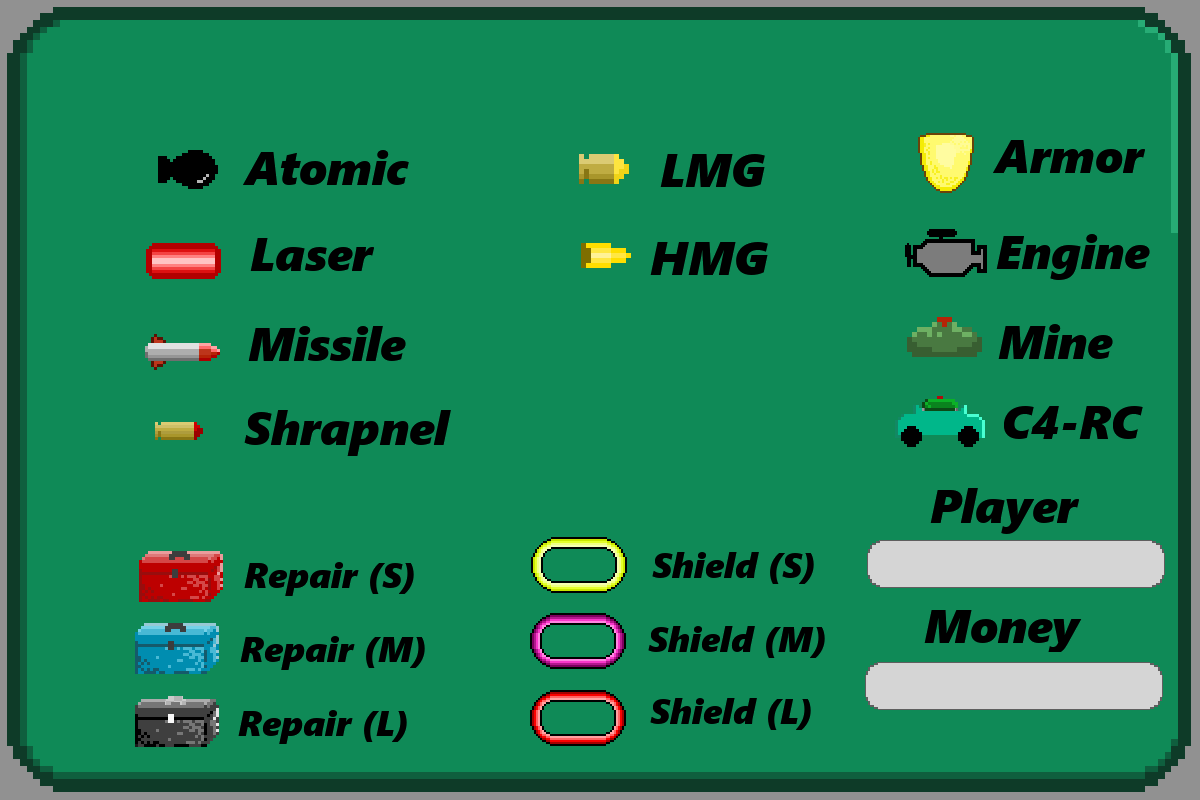 Atomic
LMG
Armor
Laser
HMG
Engine
Missile
Mine
Shrapnel
C4-RC
Player
Repair (S)
Shield (S)
Money
Repair (M)
Shield (M)
Repair (L)
Shield (L)